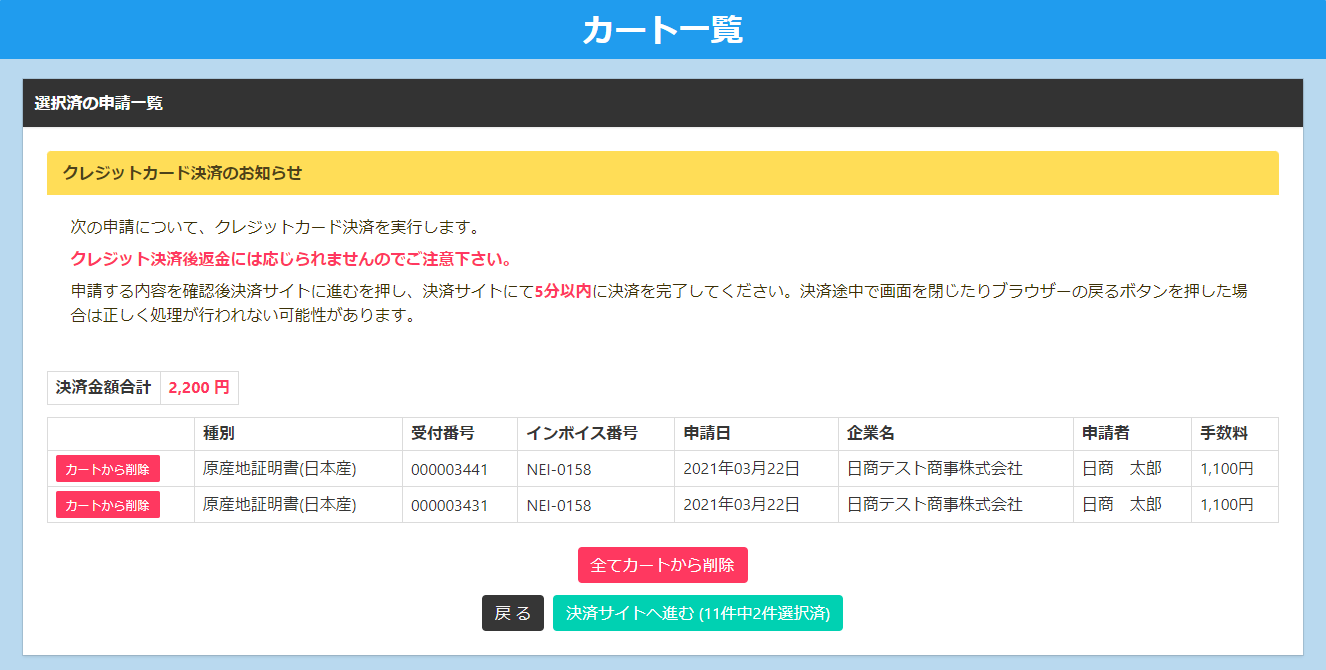 カート一覧
選択済の申請一覧
クレジットカード決済のお知らせ
次の申請について、クレジットカード決済を実行します。
クレジット決済後返金には応じられませんのでご注意下さい。
申請する内容を確認後決済サイトに進むを押し、決済サイトにて5分以内に決済を完了してください。決済途中で画面を閉じたりブラウザーの戻るボタンを押した場
合は正しく処理が行われない可能性があります。
決済金額合計 2,200 円
種別 受付番号 インボイス番号 申請日 企業名 申請者 手数料
カートから削除 原産地証明書(日本産) 000003441 NEI-0158 2021年03月22日 日商テスト商事株式会社 日商　太郎 1,100円
カートから削除 原産地証明書(日本産) 000003431 NEI-0158 2021年03月22日 日商テスト商事株式会社 日商　太郎 1,100円
全てカートから削除
戻 る 決済サイトへ進む (11件中2件選択済)